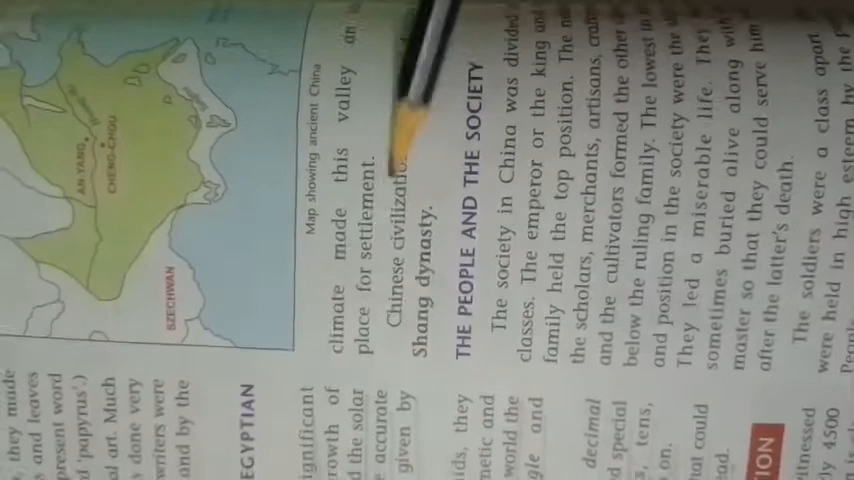 , they made
and leaves
present word
'papyrus'.)
al art. Much
done very
writers were
and by the
EGYPTIAN
ignificant
rowth of
d the solar
accurate
given by
ids, they
metic and
world the
gle and
decimal
d special
, tens,
on.
hat could
ead.
ION
itnessed
ly 4500
AN-YANG
CHENG-CHOU
SZECHWAN
Map showing ancient China
climate made this valley an
place for settlement.
Chinese civilizatio
Shang dynasty.
THE PEOPLE AND THE SOCIETY
The society in China was divided
classes. The emperor or the king and
family held the top position. The
the scholars, merchants, artisans,
and the cultivators formed the other
below the ruling family. The lowest in
and position in the society were the
They led a miserable life. They
sometimes buried alive along with
master so that they could serve him
after the latter's death.
The soldiers were a class apart
were held in high esteem by the
People